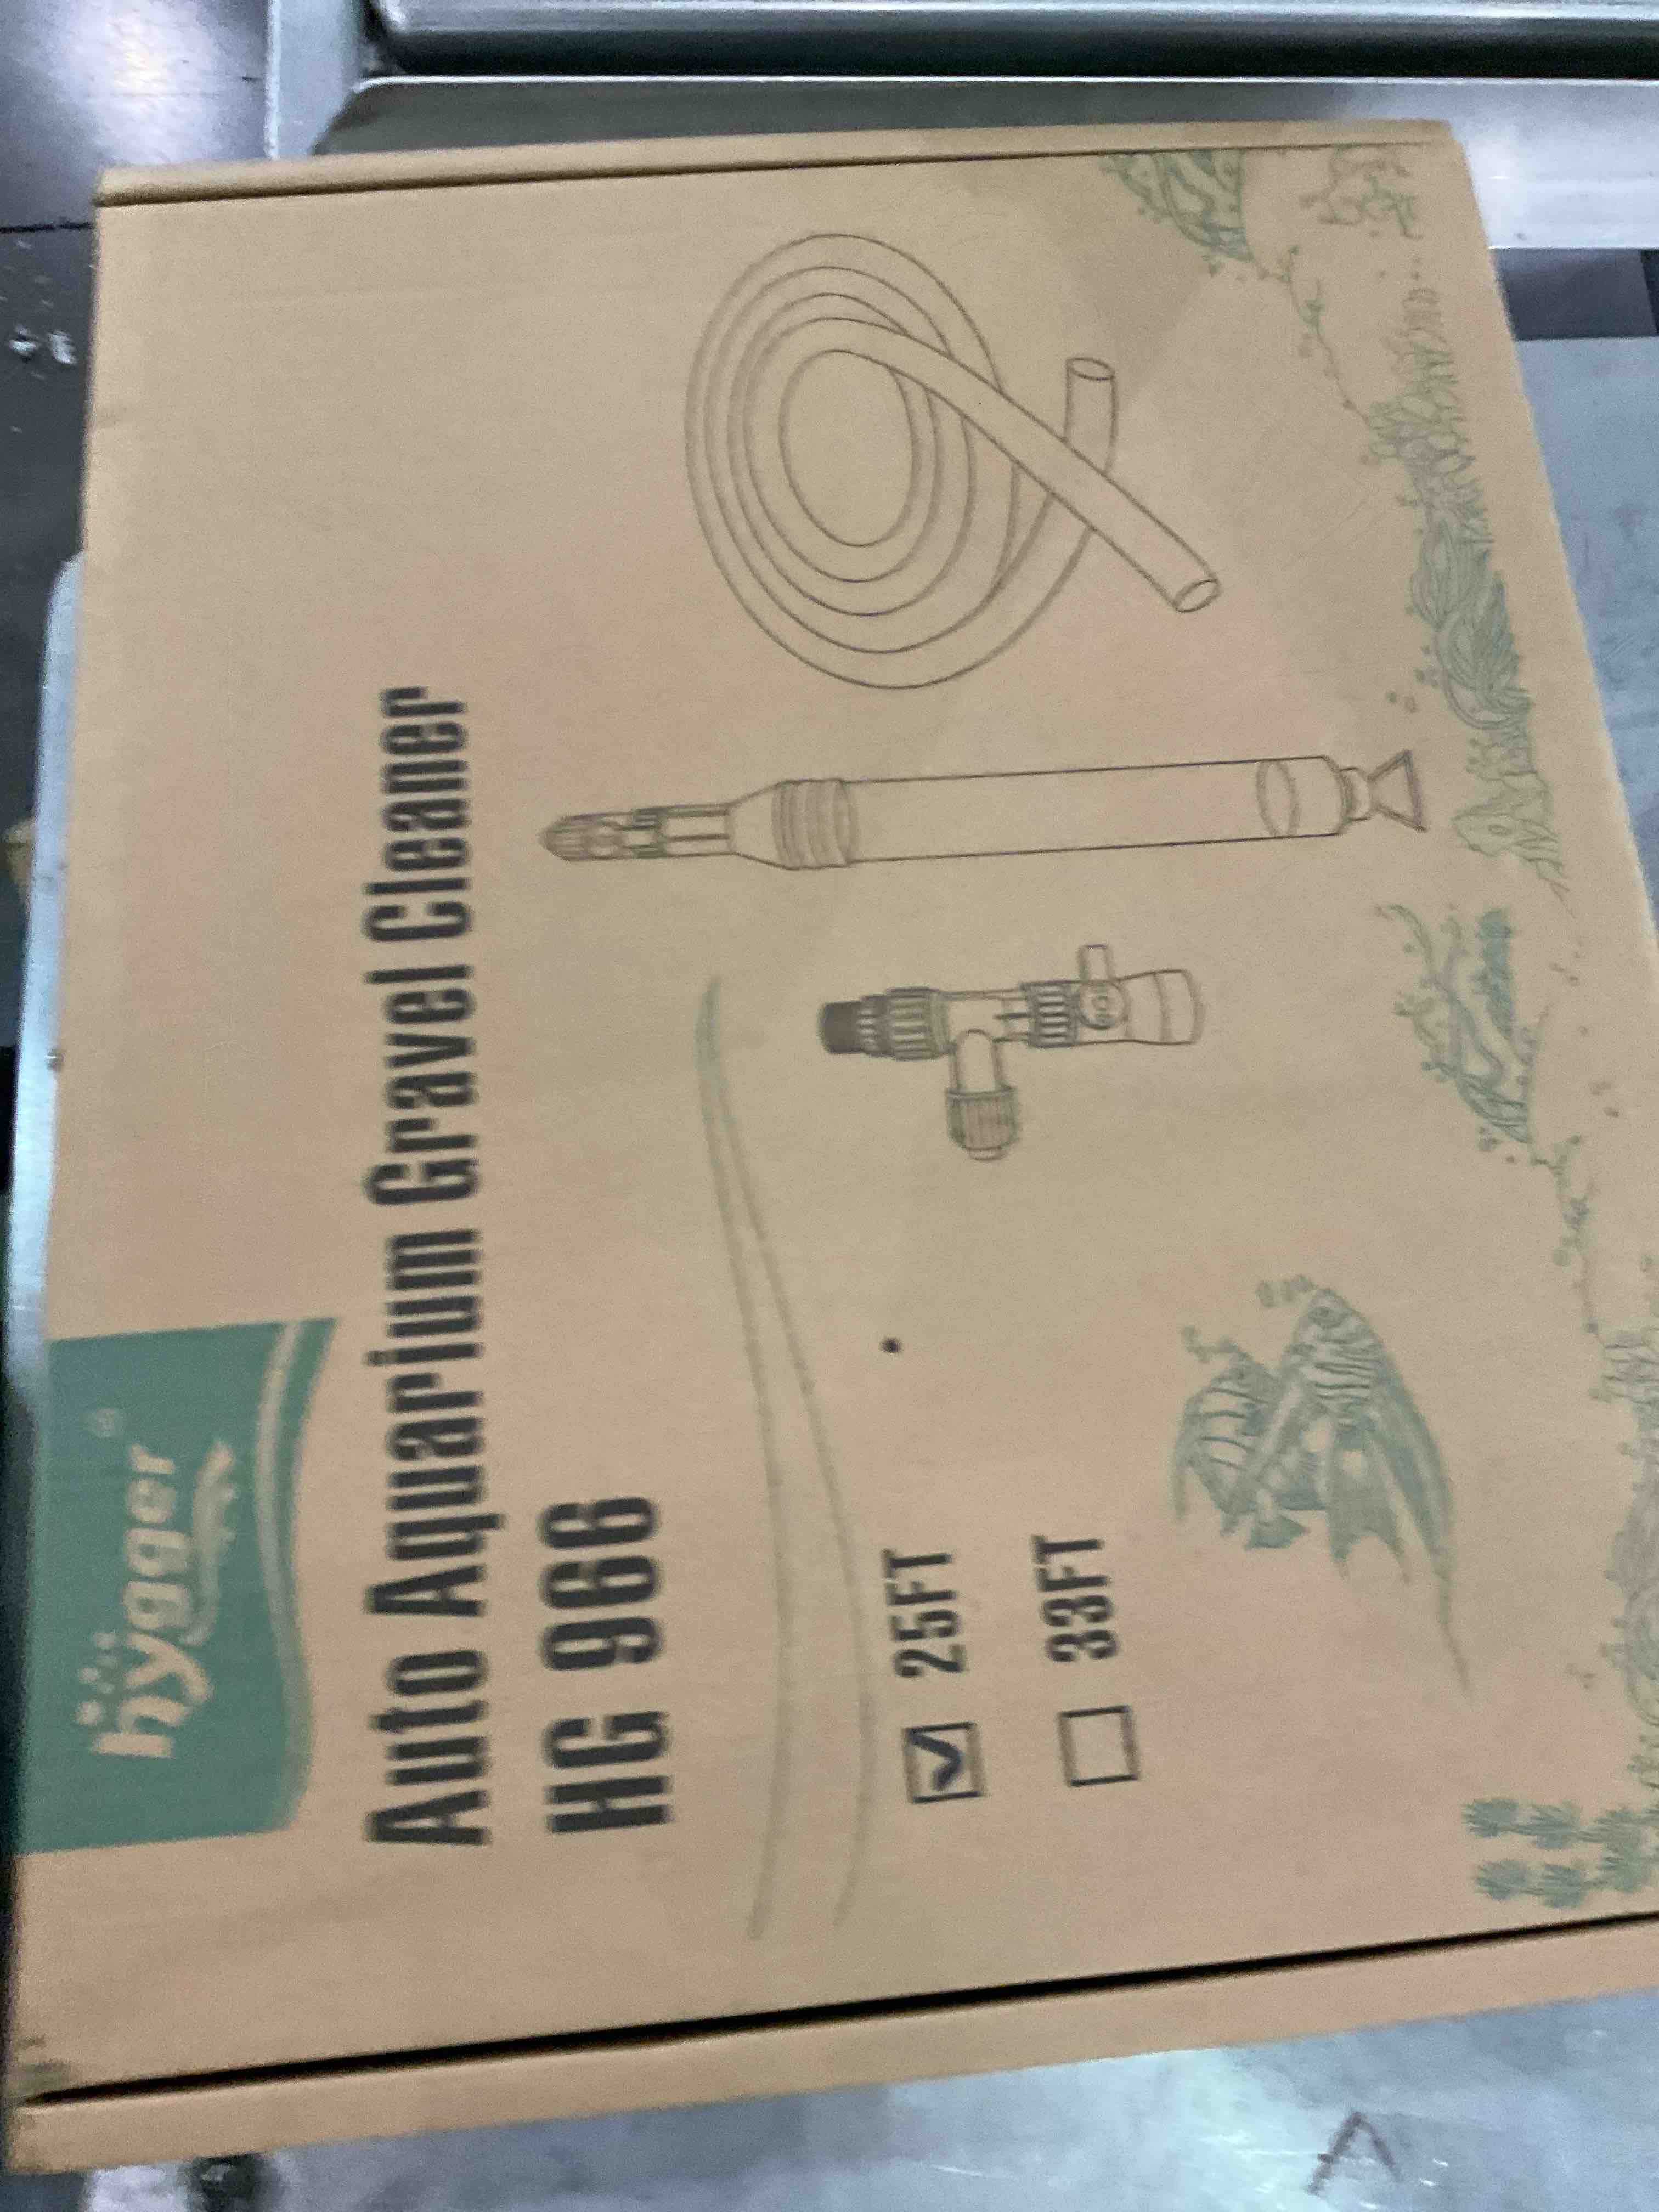 hygger
Auto Aquarium Gravel Cleaner
HG 966
25FT
33FT